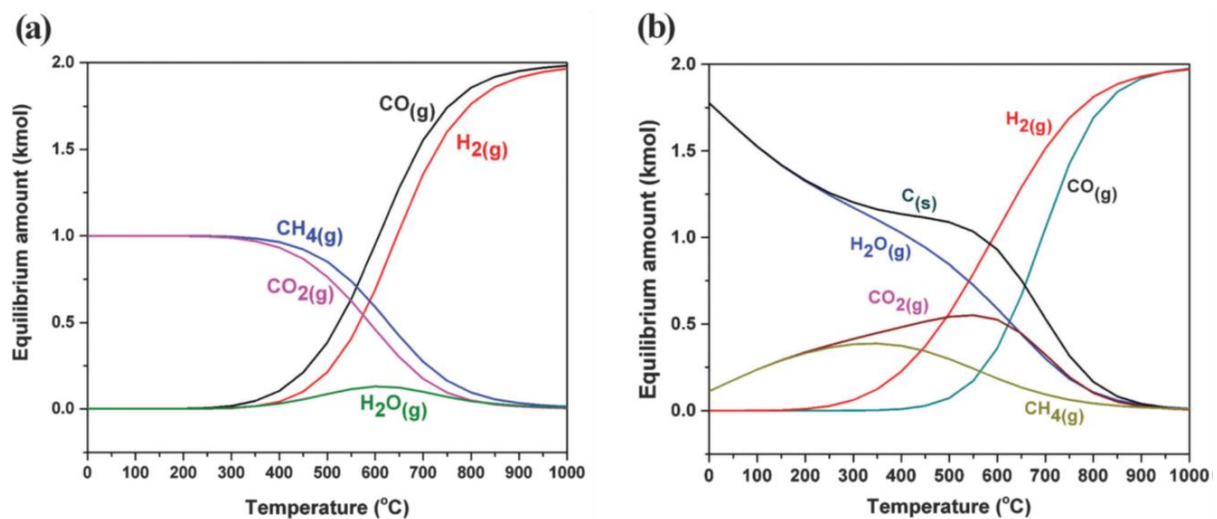 (a)
Equilibrium amount (kmol)
2.0
1.5
1.0
0.5
0.0
CO(g)
H2(g)
CH4(g)
CO2(g)
H2O(g)
0 100 200 300 400 500 600 700 800 900 1000
Temperature (°C)
(b)
Equilibrium amount (kmol)
2.0
1.5
1.0
0.5
0.0
H2(g)
CO(g)
C(s)
H2O(g)
CO2(g)
CH4(g)
0 100 200 300 400 500 600 700 800 900 1000
Temperature (°C)